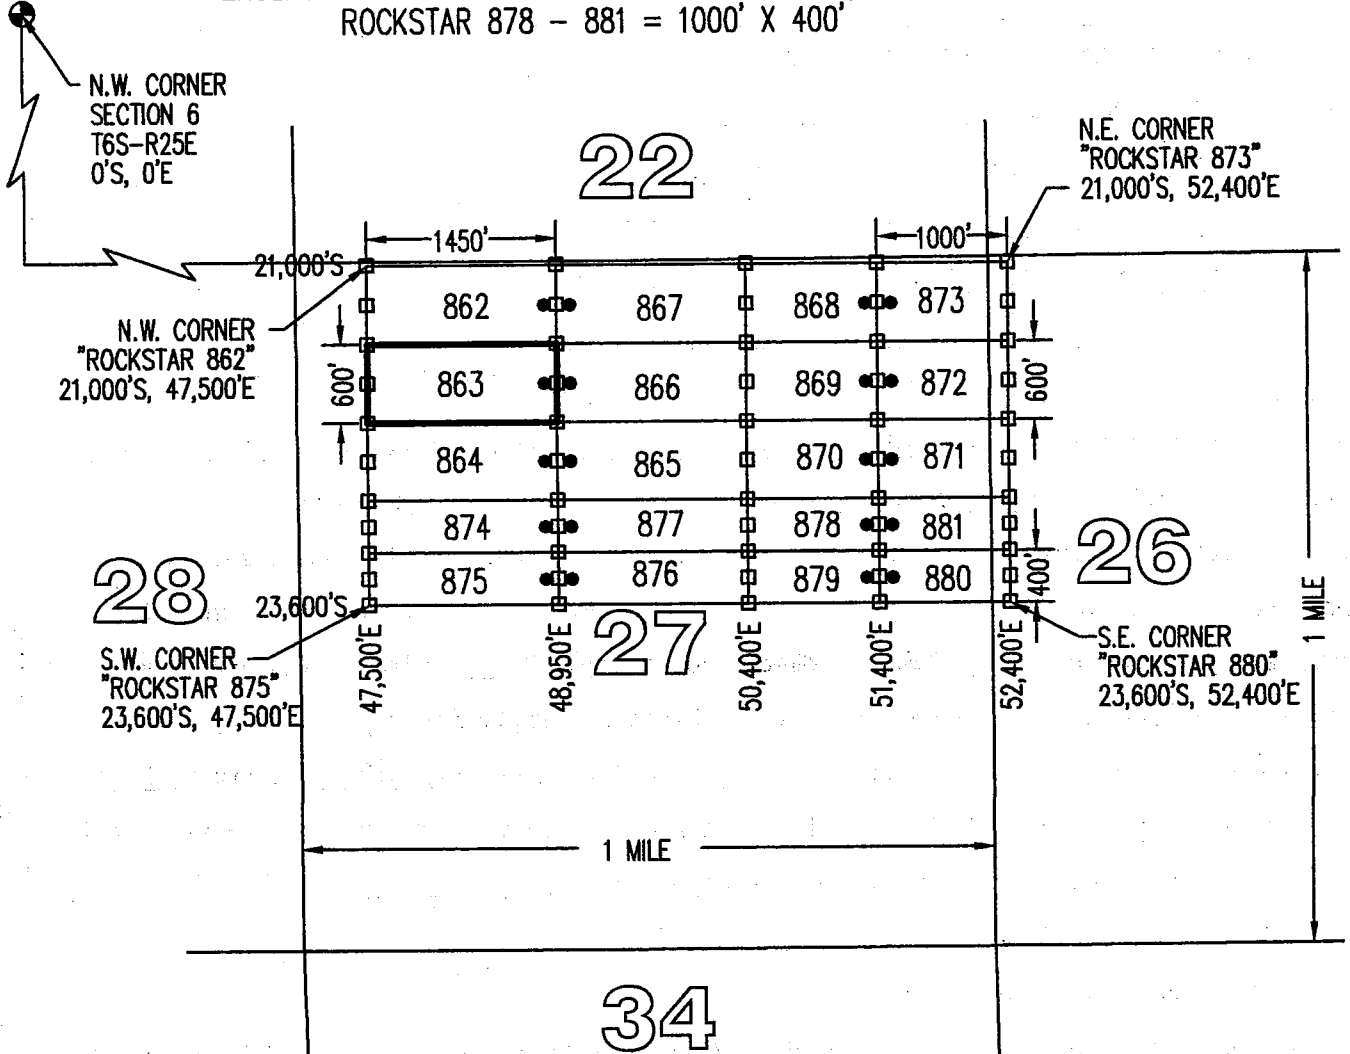 ROCKSTAR 878 - 881 = 1000' X 400'
N.W. CORNER
SECTION 6
T6S-R25E
0'S, 0'E
22
N.E. CORNER
"ROCKSTAR 873"
21,000'S, 52,400'E
1450'
1000'
21,000'S
862
867
868
873
N.W. CORNER
"ROCKSTAR 862"
21,000'S, 47,500'E
600'
863
866
869
872
600'
864
865
870
871
874
877
878
881
28
26
875
876
879
880
400'
23,600'S
27
1 MILE
S.W. CORNER
"ROCKSTAR 875"
23,600'S, 47,500'E
47,500'E
48,950'E
50,400'E
51,400'E
52,400'E
S.E. CORNER
"ROCKSTAR 880"
23,600'S, 52,400'E
1 MILE
34